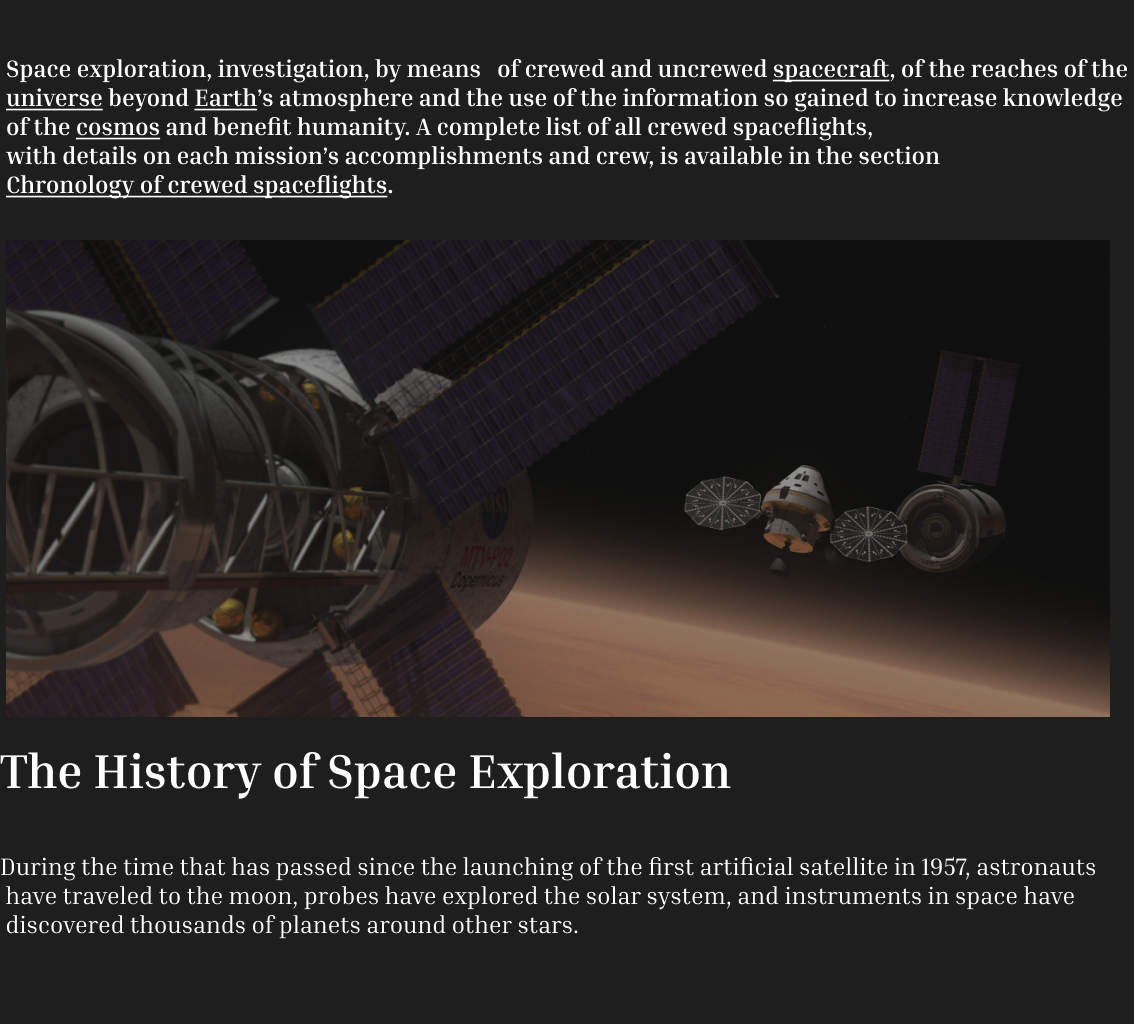 Space exploration, investigation, by means of crewed and uncrewed spacecraft, of the reaches of the
universe beyond Earth’s atmosphere and the use of the information so gained to increase knowledge
of the cosmos and benefit humanity. A complete list of all crewed spaceflights,
with details on each mission’s accomplishments and crew, is available in the section
Chronology of crewed spaceflights.
MTV-PQ2
Copernicus
The History of Space Exploration
During the time that has passed since the launching of the first artificial satellite in 1957, astronauts
have traveled to the moon, probes have explored the solar system, and instruments in space have
discovered thousands of planets around other stars.